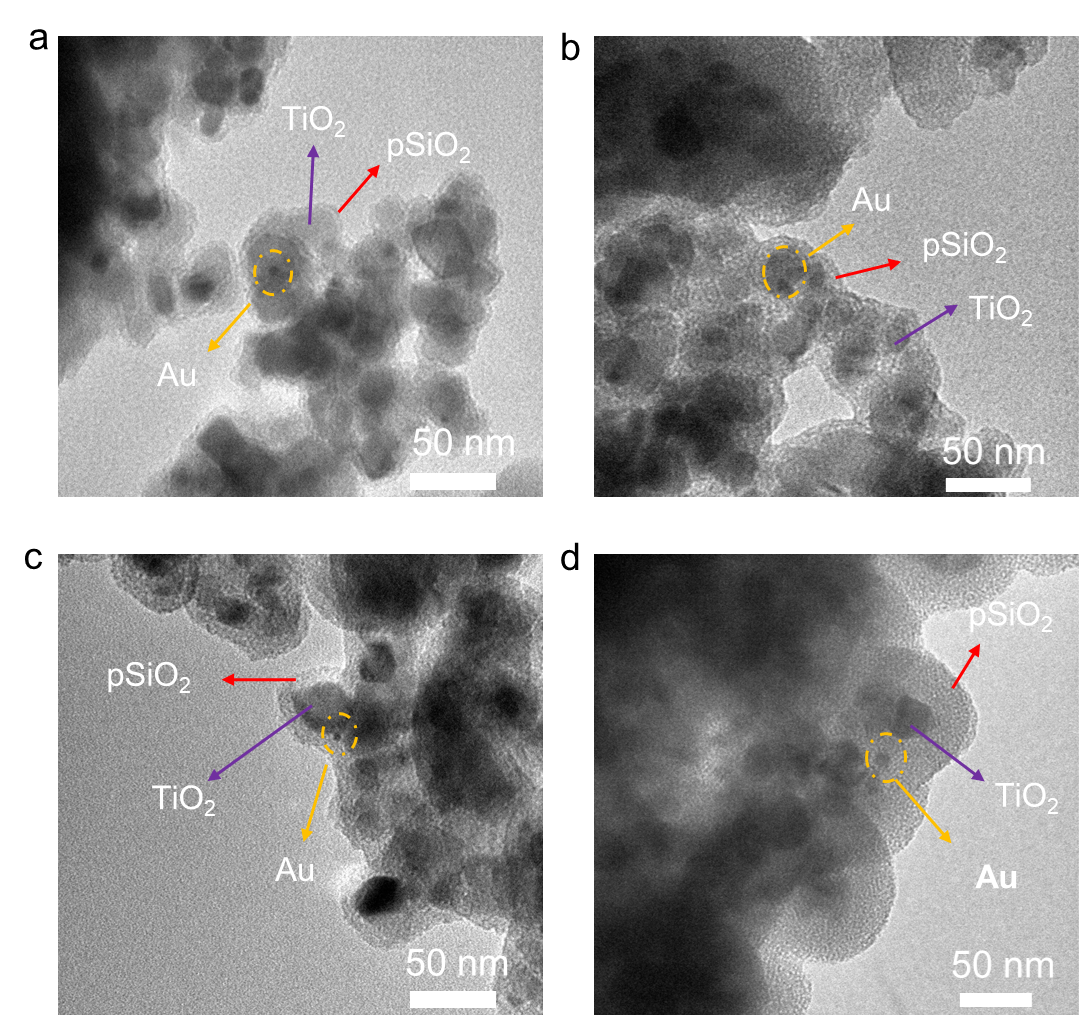 a
TiO₂
pSiO₂
Au
50 nm
b
Au
pSiO₂
TiO₂
50 nm
c
pSiO₂
TiO₂
Au
50 nm
d
pSiO₂
TiO₂
Au
50 nm